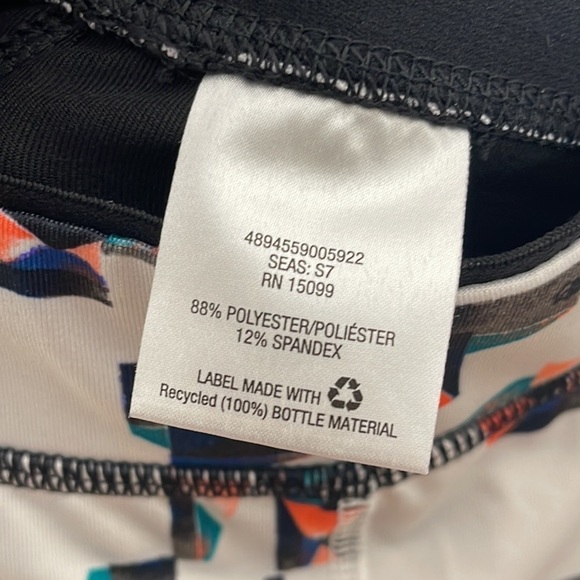 4894559005922
SEAS: S7
RN 15099
88% POLYESTER/POLIÉSTER
12% SPANDEX
LABEL MADE WITH
Recycled (100%) BOTTLE MATERIAL